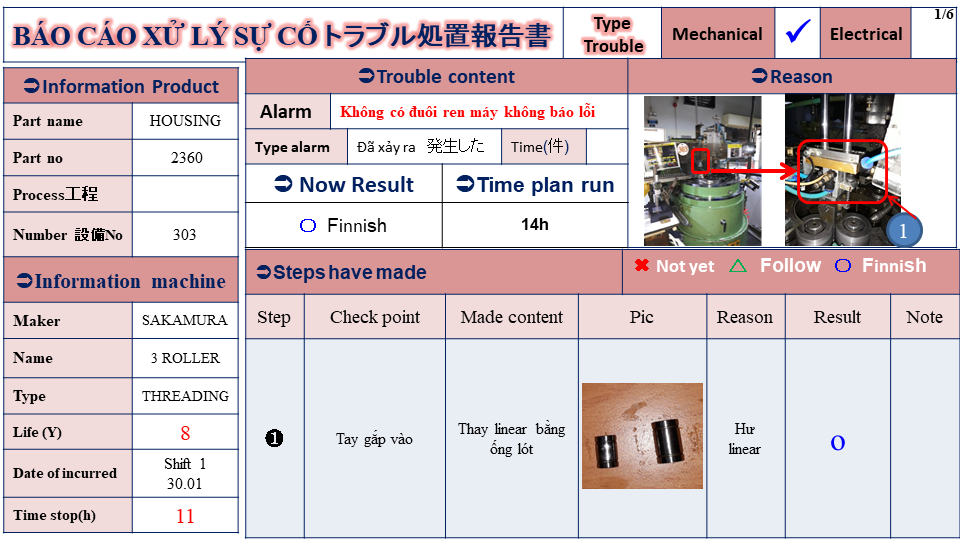 BÁO CÁO XỬ LÝ SỰ CỐ トラブル処置報告書
Type
Trouble
Mechanical
✓
Electrical
1/6
➲Information Product
Part name
HOUSING
Part no
2360
Process工程
Number 設備No
303
➲Information machine
Maker
SAKAMURA
Name
3 ROLLER
Type
THREADING
Life (Y)
8
Date of incurred
Shift 1
30.01
Time stop(h)
11
➲Trouble content
Alarm
Không có đuôi ren máy không báo lỗi
Type alarm
Đã xảy ra 発生した
Time(件)
➲ Now Result
➲Time plan run
O Finnish
14h
➲Reason
1
➲Steps have made
✖ Not yet △ Follow O Finnish
Step
Check point
Made content
Pic
Reason
Result
Note
❶
Tay gắp vào
Thay linear bằng
ống lót
Hư
linear
O